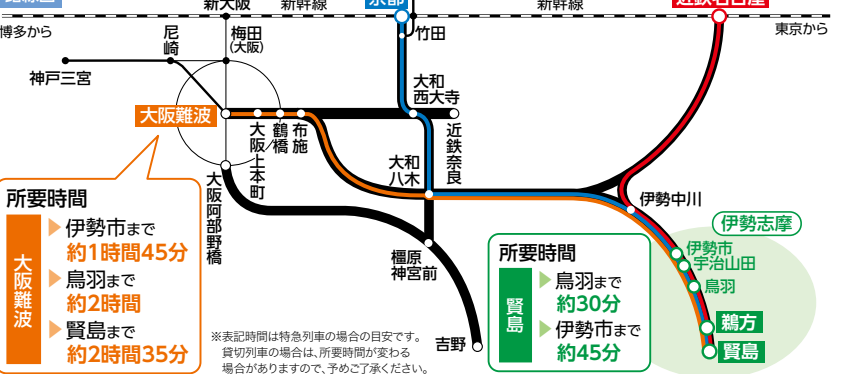 新大阪
新幹線
京都
新幹線
近鉄名古屋
博多から
東京から
尼崎
梅田
(大阪)
竹田
神戸三宮
大和
西大寺
大阪難波
大阪上本町
鶴橋
布施
近鉄奈良
大和
八木
大阪阿部野橋
伊勢中川
伊勢志摩
伊勢市
宇治山田
鳥羽
鵜方
賢島
橿原
神宮前
吉野
所要時間
大阪難波
伊勢市まで
約1時間45分
鳥羽まで
約2時間
賢島まで
約2時間35分
所要時間
賢島
鳥羽まで
約30分
伊勢市まで
約45分
※表記時間は特急列車の場合の目安です。
貸切列車の場合は、所要時間が変わる
場合がありますので、予めご了承ください。